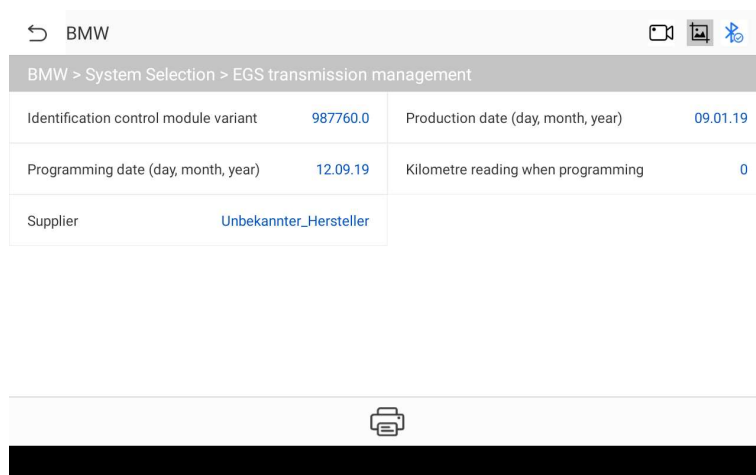 BMW
BMW > System Selection > EGS transmission management
Identification control module variant 987760.0 Production date (day, month, year) 09.01.19
Programming date (day, month, year) 12.09.19 Kilometre reading when programming 0
Supplier Unbekannter_Hersteller